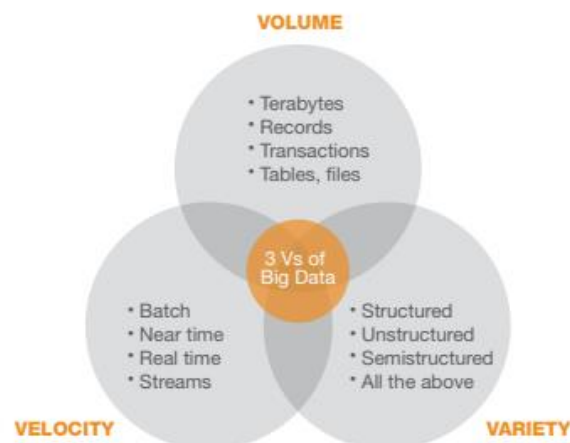 VOLUME
• Terabytes
• Records
• Transactions
• Tables, files
3 Vs of
Big Data
• Batch
• Near time
• Real time
• Streams
• Structured
• Unstructured
• Semistructured
• All the above
VELOCITY
VARIETY